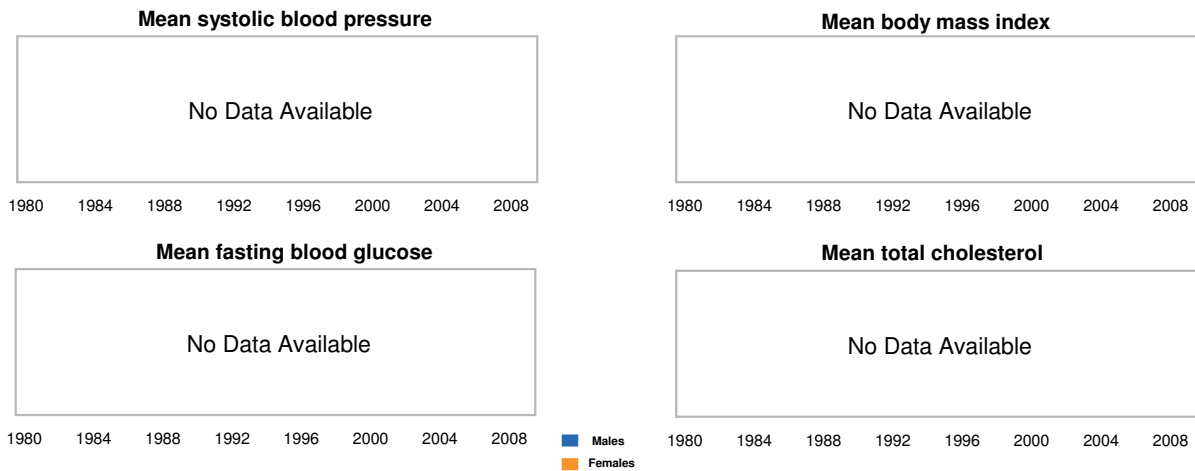 Mean systolic blood pressure
No Data Available
1980 1984 1988 1992 1996 2000 2004 2008
Mean body mass index
No Data Available
1980 1984 1988 1992 1996 2000 2004 2008
Mean fasting blood glucose
No Data Available
1980 1984 1988 1992 1996 2000 2004 2008
Mean total cholesterol
No Data Available
1980 1984 1988 1992 1996 2000 2004 2008
Males
Females